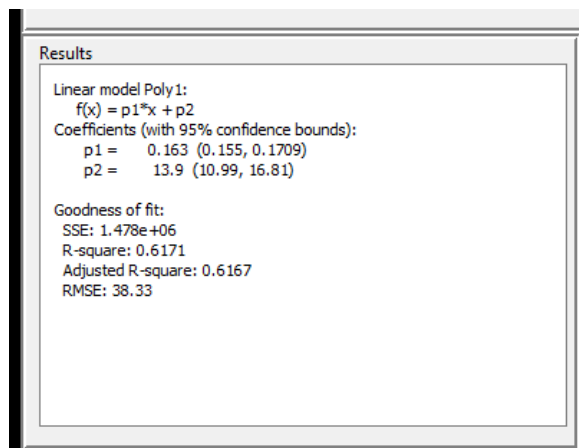 Results
Linear model Poly1:
f(x) = p1*x + p2
Coefficients (with 95% confidence bounds):
p1 = 0.163 (0.155, 0.1709)
p2 = 13.9 (10.99, 16.81)
Goodness of fit:
SSE: 1.478e+06
R-square: 0.6171
Adjusted R-square: 0.6167
RMSE: 38.33